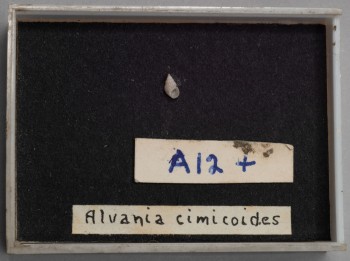 A12 +
Alvania cimicoides